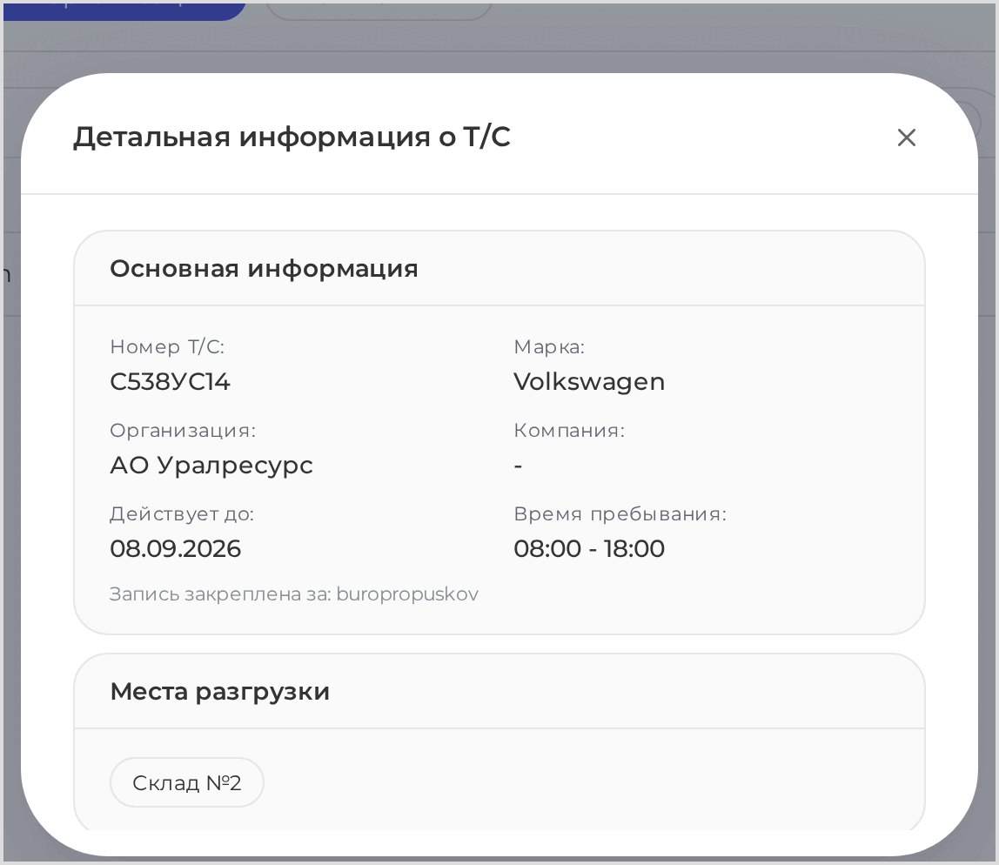 Детальная информация о Т/С
Основная информация
Номер Т/С:
С538УС14
Марка:
Volkswagen
Организация:
АО Уралресурс
Компания:
-
Действует до:
08.09.2026
Время пребывания:
08:00 - 18:00
Запись закреплена за: buropropuskov
Места разгрузки
Склад №2